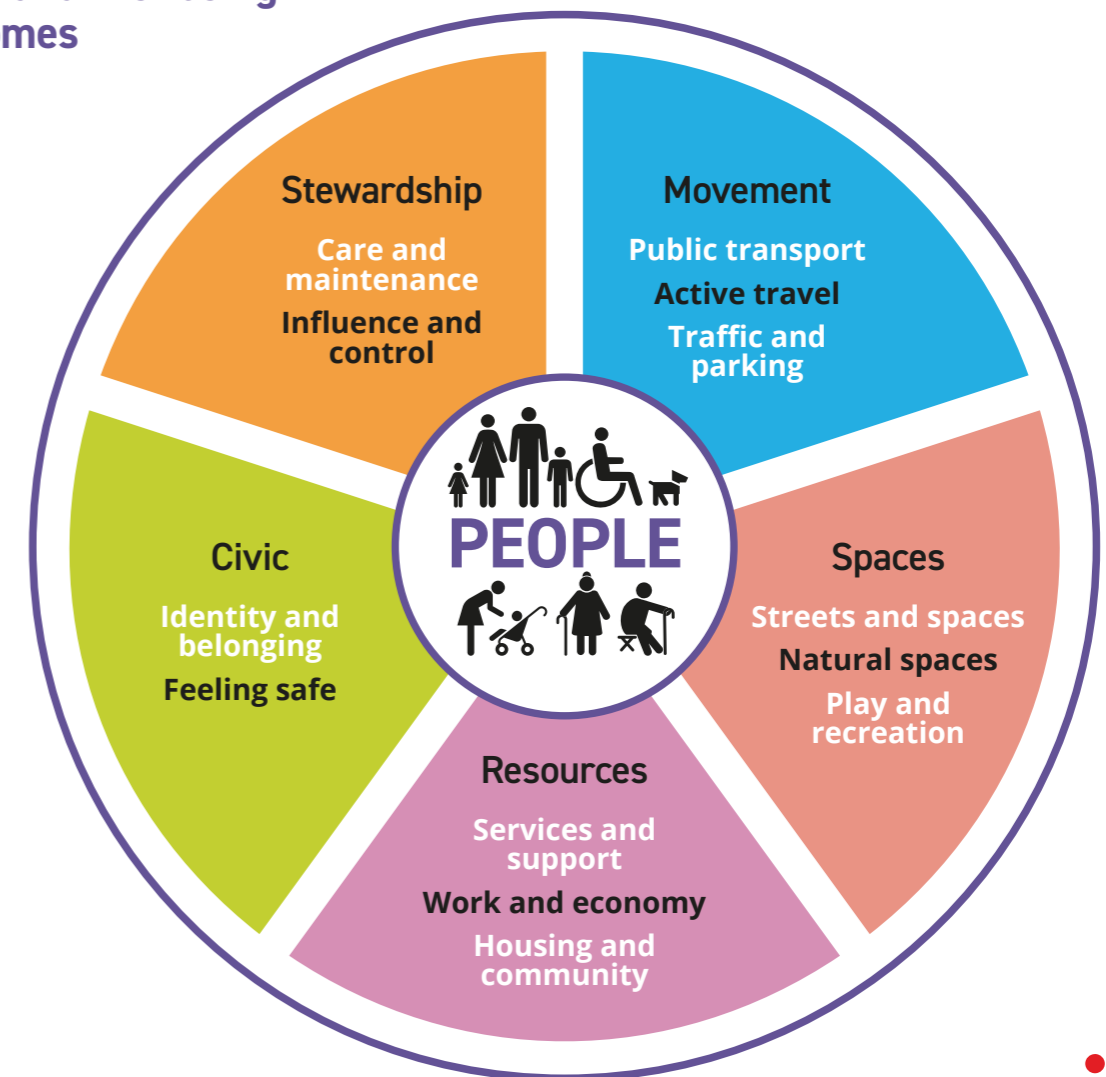 Stewardship
Care and
maintenance
Influence and
control
Movement
Public transport
Active travel
Traffic and
parking
Civic
Identity and
belonging
Feeling safe
PEOPLE
Spaces
Streets and spaces
Natural spaces
Play and
recreation
Resources
Services and
support
Work and economy
Housing and
community